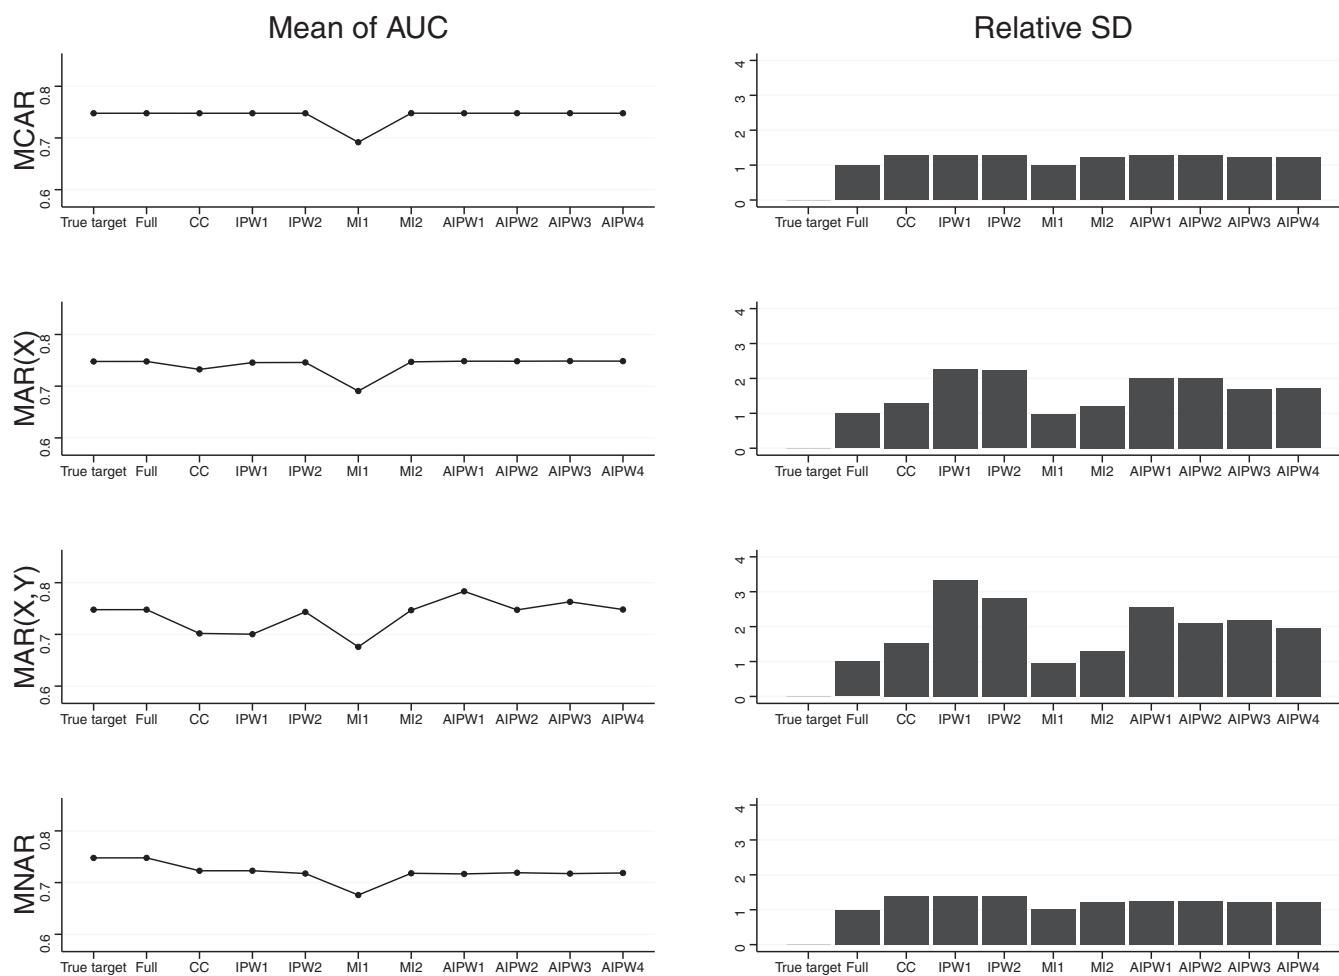 Mean of AUC Relative SD
MCAR
0.8
0.7
0.6
True target Full CC IPW1 IPW2 MI1 MI2 AIPW1 AIPW2 AIPW3 AIPW4
4
3
2
1
0
True target Full CC IPW1 IPW2 MI1 MI2 AIPW1 AIPW2 AIPW3 AIPW4
MAR(X)
0.8
0.7
0.6
True target Full CC IPW1 IPW2 MI1 MI2 AIPW1 AIPW2 AIPW3 AIPW4
4
3
2
1
0
True target Full CC IPW1 IPW2 MI1 MI2 AIPW1 AIPW2 AIPW3 AIPW4
MAR(X,Y)
0.8
0.7
0.6
True target Full CC IPW1 IPW2 MI1 MI2 AIPW1 AIPW2 AIPW3 AIPW4
4
3
2
1
0
True target Full CC IPW1 IPW2 MI1 MI2 AIPW1 AIPW2 AIPW3 AIPW4
MNAR
0.8
0.7
0.6
True target Full CC IPW1 IPW2 MI1 MI2 AIPW1 AIPW2 AIPW3 AIPW4
4
3
2
1
0
True target Full CC IPW1 IPW2 MI1 MI2 AIPW1 AIPW2 AIPW3 AIPW4